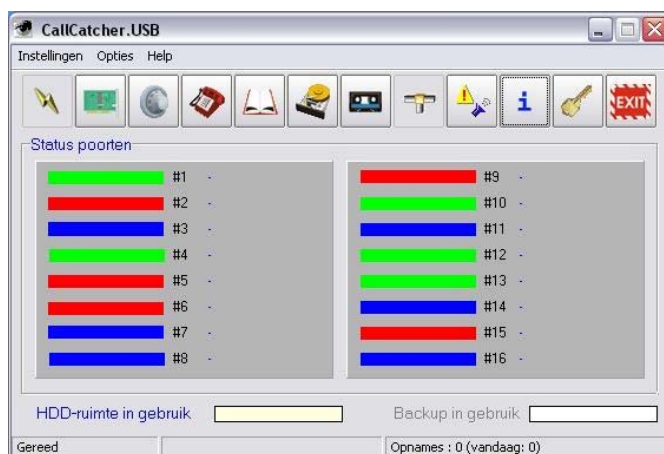 CallCatcher.USB
Instellingen Opties Help
EXIT
Status poorten
#1 -
#2 -
#3 -
#4 -
#5 -
#6 -
#7 -
#8 -
#9 -
#10 -
#11 -
#12 -
#13 -
#14 -
#15 -
#16 -
HDD-ruimte in gebruik
Backup in gebruik
Gereed
Opnames : 0 (vandaag: 0)